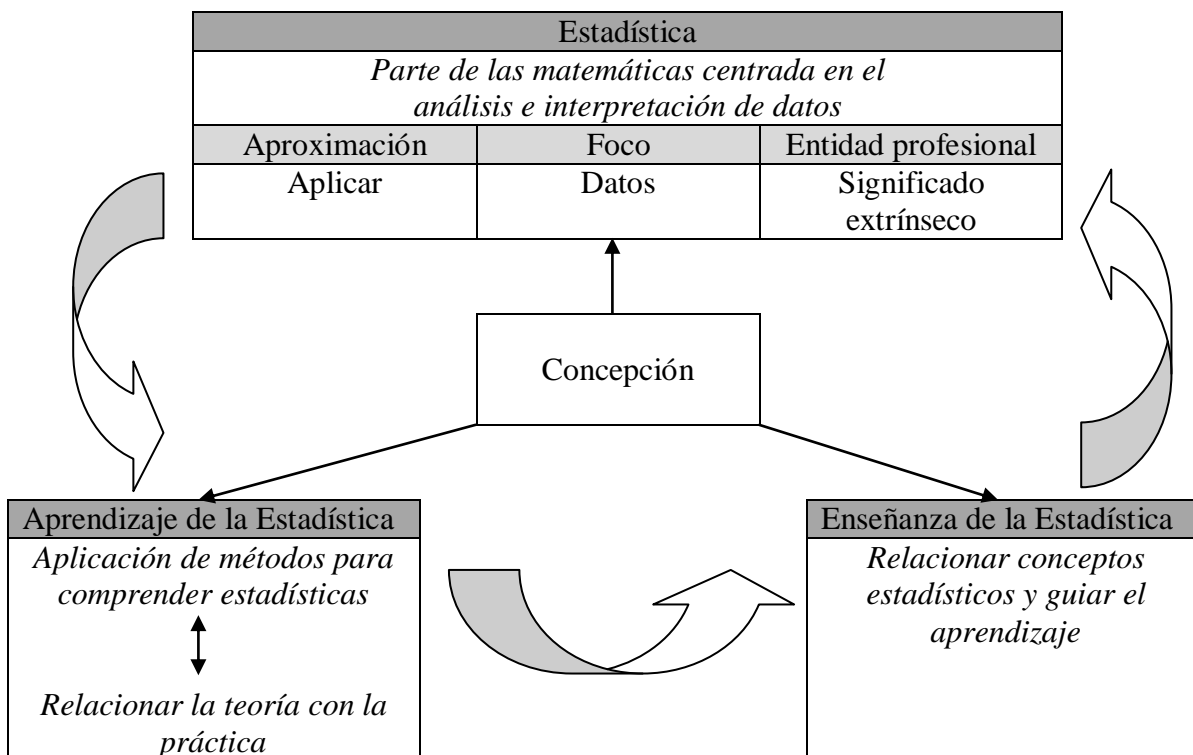 Estadística
Parte de las matemáticas centrada en el
análisis e interpretación de datos
Aproximación
Foco
Entidad profesional
Aplicar
Datos
Significado
extrínseco
Concepción
Aprendizaje de la Estadística
Aplicación de métodos para
comprender estadísticas
Relacionar la teoría con la
práctica
Enseñanza de la Estadística
Relacionar conceptos
estadísticos y guiar el
aprendizaje